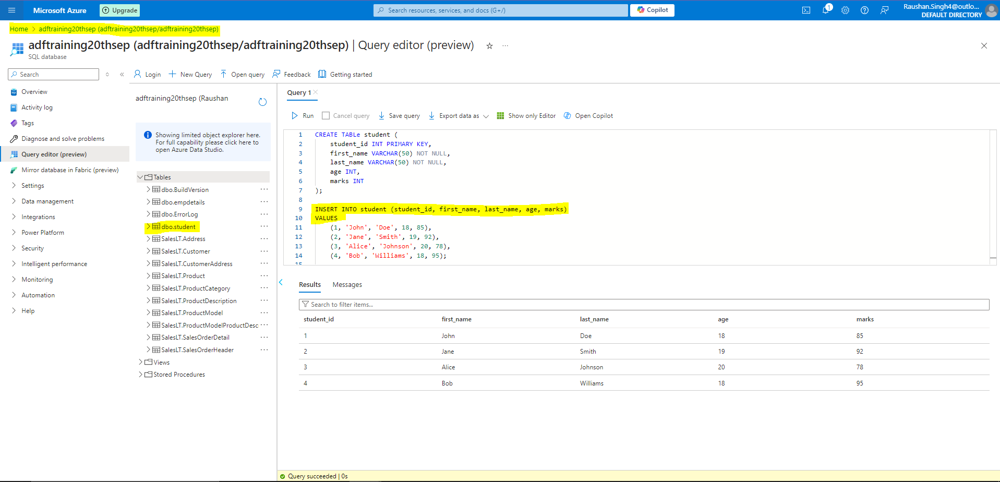 Microsoft Azure
Upgrade
Search resources, services, and docs (G+/)
Copilot
1
Raushan.Singh4@outlo...
DEFAULT DIRECTORY
Home > adftraining20thsep (adftraining20thsep/adftraining20thsep)
adftraining20thsep (adftraining20thsep/adftraining20thsep) | Query editor (preview)
SQL database
Search
Overview
Activity log
Tags
Diagnose and solve problems
Query editor (preview)
Mirror database in Fabric (preview)
Settings
Data management
Integrations
Power Platform
Security
Intelligent performance
Monitoring
Automation
Help
Login
New Query
Open query
Feedback
Getting started
adftraining20thsep (Raushan
Showing limited object explorer here.
For full capability please click here to
open Azure Data Studio.
Tables
dbo.BuildVersion
dbo.empdetails
dbo.ErrorLog
dbo.student
SalesLT.Address
SalesLT.Customer
SalesLT.CustomerAddress
SalesLT.Product
SalesLT.ProductCategory
SalesLT.ProductDescription
SalesLT.ProductModel
SalesLT.ProductModelProductDesc
SalesLT.SalesOrderDetail
SalesLT.SalesOrderHeader
Views
Stored Procedures
Query 1
Run
Cancel query
Save query
Export data as
Show only Editor
Open Copilot
1 CREATE TABLe student (
2 student_id INT PRIMARY KEY,
3 first_name VARCHAR(50) NOT NULL,
4 last_name VARCHAR(50) NOT NULL,
5 age INT,
6 marks INT
7 );
8
9 INSERT INTO student (student_id, first_name, last_name, age, marks)
10 VALUES
11 (1, 'John', 'Doe', 18, 85),
12 (2, 'Jane', 'Smith', 19, 92),
13 (3, 'Alice', 'Johnson', 20, 78),
14 (4, 'Bob', 'Williams', 18, 95);
15
Results
Messages
Search to filter items...
student_id first_name last_name age marks
1 John Doe 18 85
2 Jane Smith 19 92
3 Alice Johnson 20 78
4 Bob Williams 18 95
Query succeeded | 0s